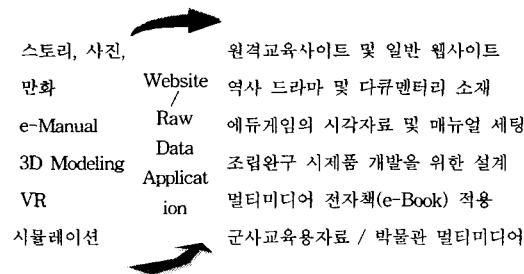 스토리, 사진,
만화
e-Manual
3D Modeling
VR
시뮬레이션
Website
/
Raw
Data
Applicat
ion
원격교육사이트 및 일반 웹사이트
역사 드라마 및 다큐멘터리 소재
에듀게임의 시각자료 및 매뉴얼 세팅
조립완구 시제품 개발을 위한 설계
멀티미디어 전자책(e-Book) 적용
군사교육용자료 / 박물관 멀티미디어